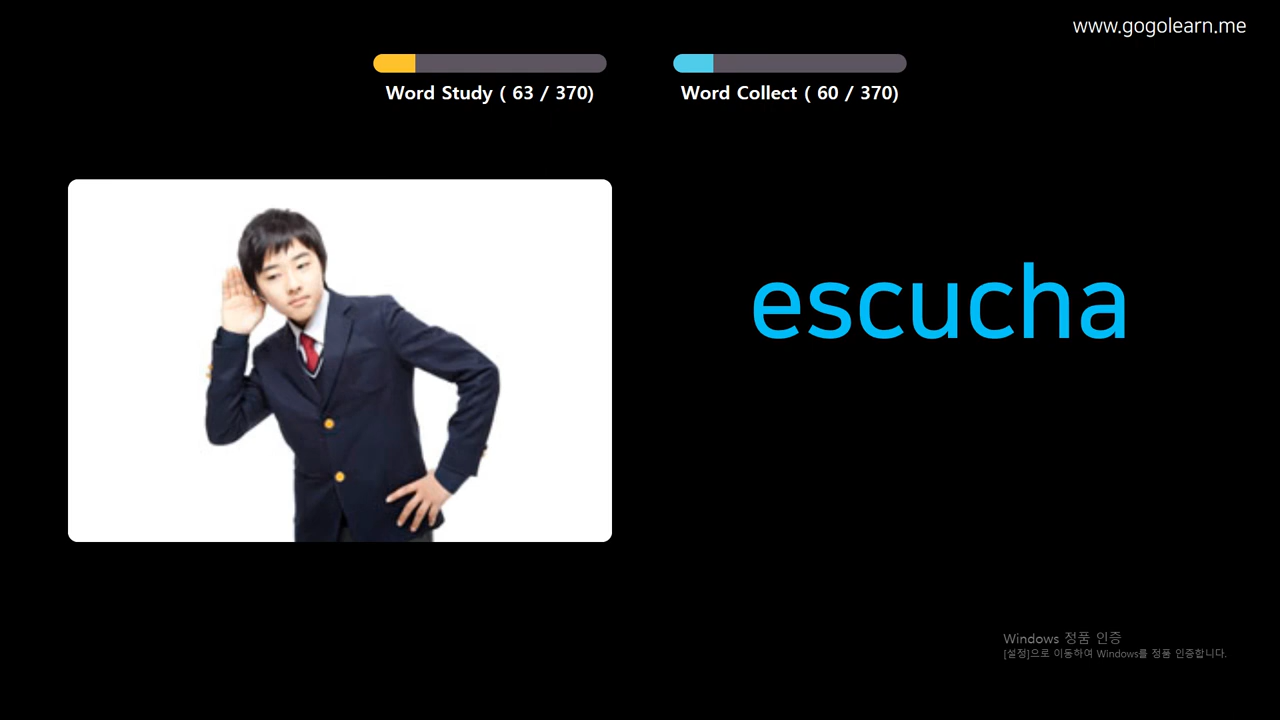 www.gogolearn.me
Word Study ( 63 / 370)
Word Collect ( 60 / 370)
escucha
Windows 정품 인증
[설정]으로 이동하여 Windows를 정품 인증합니다.